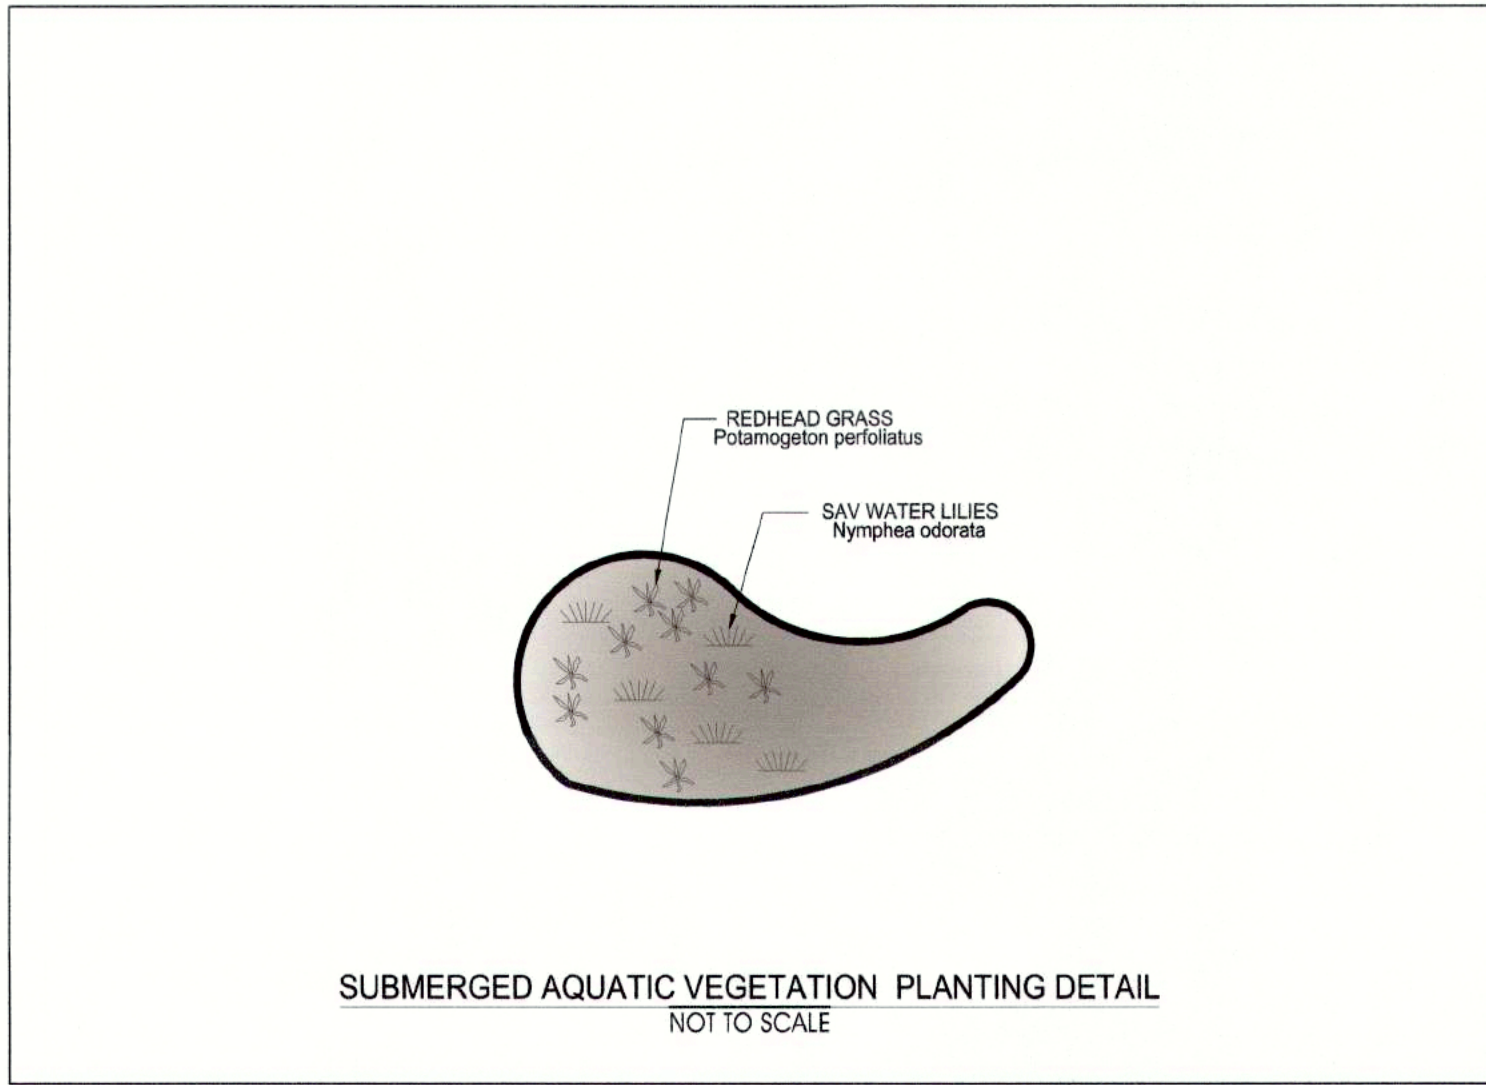 REDHEAD GRASS
Potamogeton perfoliatus
SAV WATER LILIES
Nymphea odorata
SUBMERGED AQUATIC VEGETATION PLANTING DETAIL
NOT TO SCALE